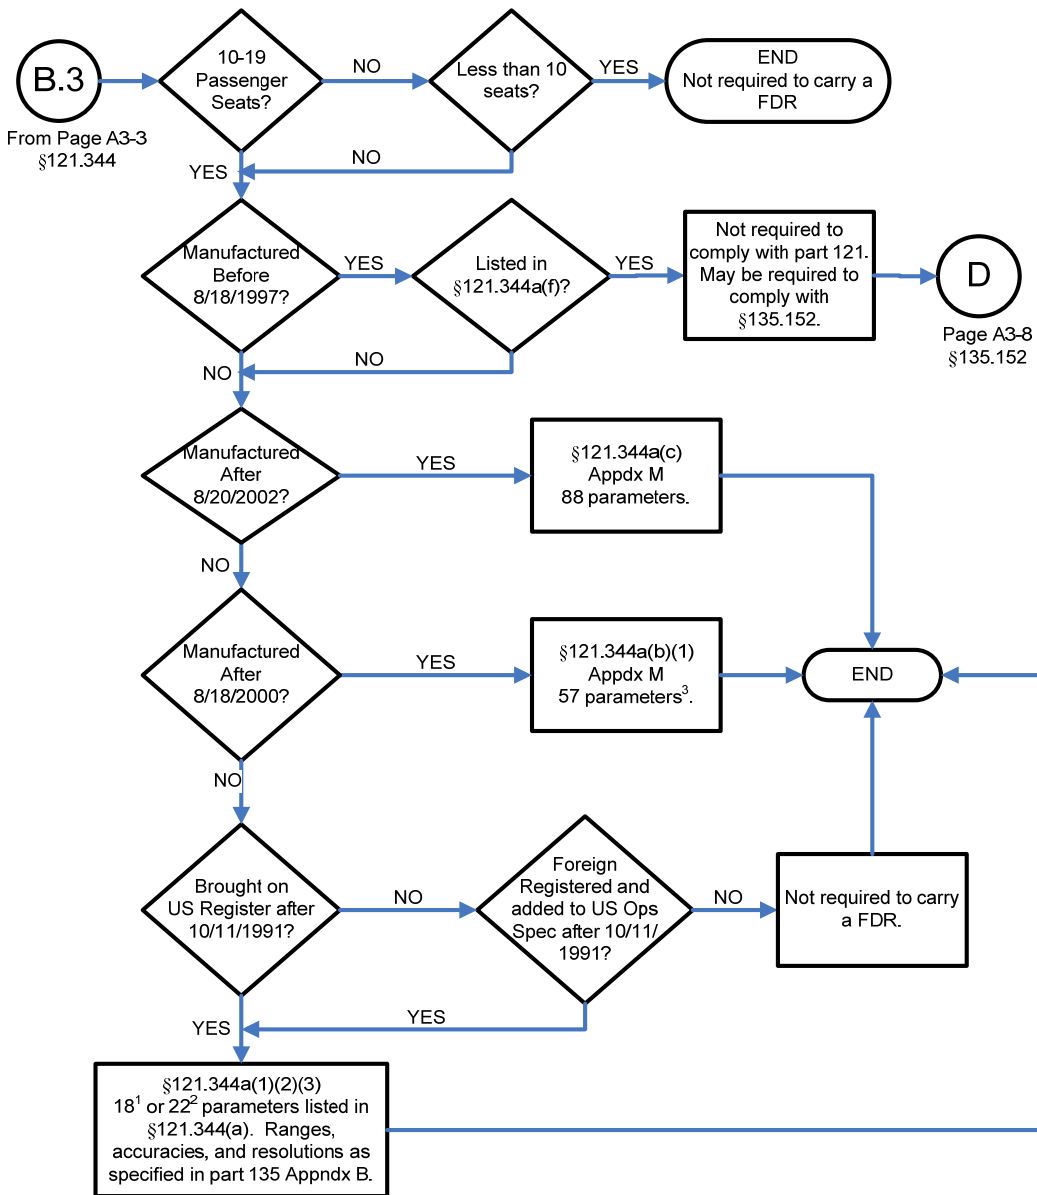 B.3
From Page A3-3
§121.344
10-19
Passenger
Seats?
NO
Less than 10
seats?
YES
END
Not required to carry a
FDR
NO
YES
Manufactured
Before
8/18/1997?
YES
Listed in
§121.344a(f)?
YES
Not required to
comply with part 121.
May be required to
comply with
§135.152.
D
Page A3-8
§135.152
NO
NO
Manufactured
After
8/20/2002?
YES
§121.344a(c)
Appdx M
88 parameters.
NO
Manufactured
After
8/18/2000?
YES
§121.344a(b)(1)
Appdx M
57 parameters³.
END
NO
Brought on
US Register after
10/11/1991?
NO
Foreign
Registered and
added to US Ops
Spec after 10/11/
1991?
NO
Not required to carry
a FDR.
YES
YES
§121.344a(1)(2)(3)
18¹ or 22² parameters listed in
§121.344(a). Ranges,
accuracies, and resolutions as
specified in part 135 Appndx B.